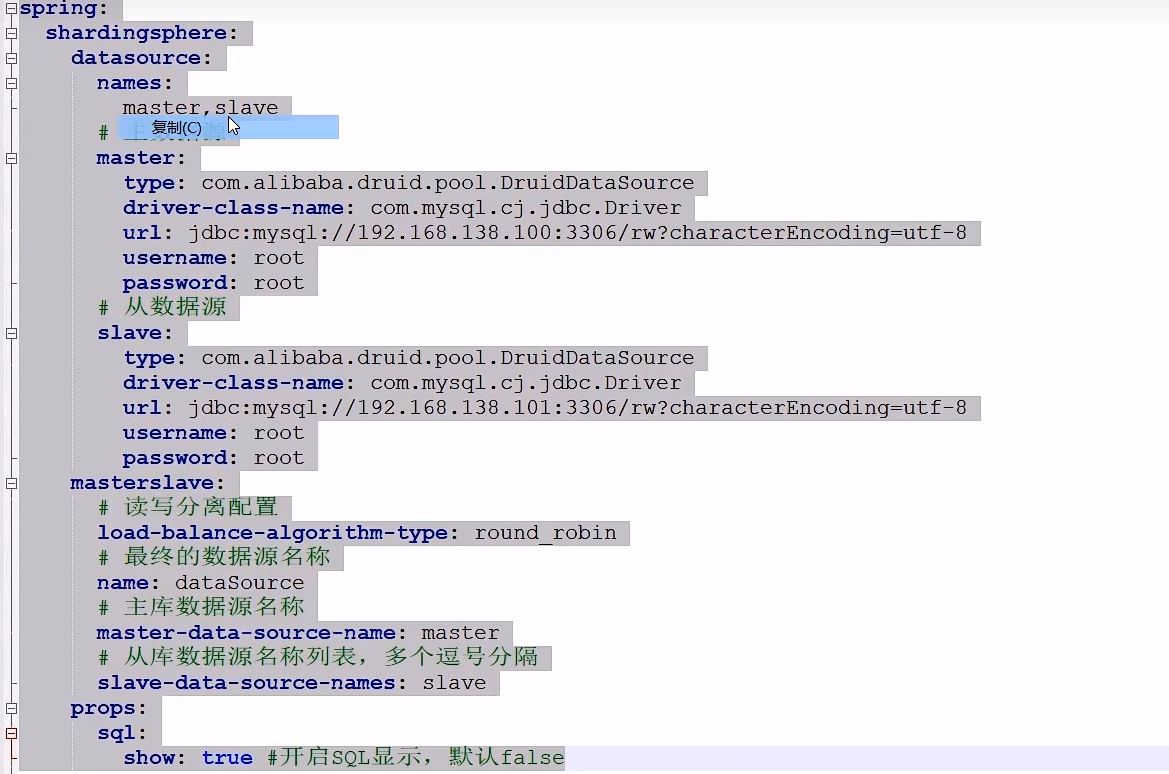 spring:
  shardingsphere:
    datasource:
      names:
        master,slave
      #
复制(C)
      master:
        type: com.alibaba.druid.pool.DruidDataSource
        driver-class-name: com.mysql.cj.jdbc.Driver
        url: jdbc:mysql://192.168.138.100:3306/rw?characterEncoding=utf-8
        username: root
        password: root
      # 从数据源
      slave:
        type: com.alibaba.druid.pool.DruidDataSource
        driver-class-name: com.mysql.cj.jdbc.Driver
        url: jdbc:mysql://192.168.138.101:3306/rw?characterEncoding=utf-8
        username: root
        password: root
    masterslave:
      # 读写分离配置
      load-balance-algorithm-type: round_robin
      # 最终的数据源名称
      name: dataSource
      # 主库数据源名称
      master-data-source-name: master
      # 从库数据源名称列表，多个逗号分隔
      slave-data-source-names: slave
    props:
      sql:
        show: true #开启SQL显示，默认false